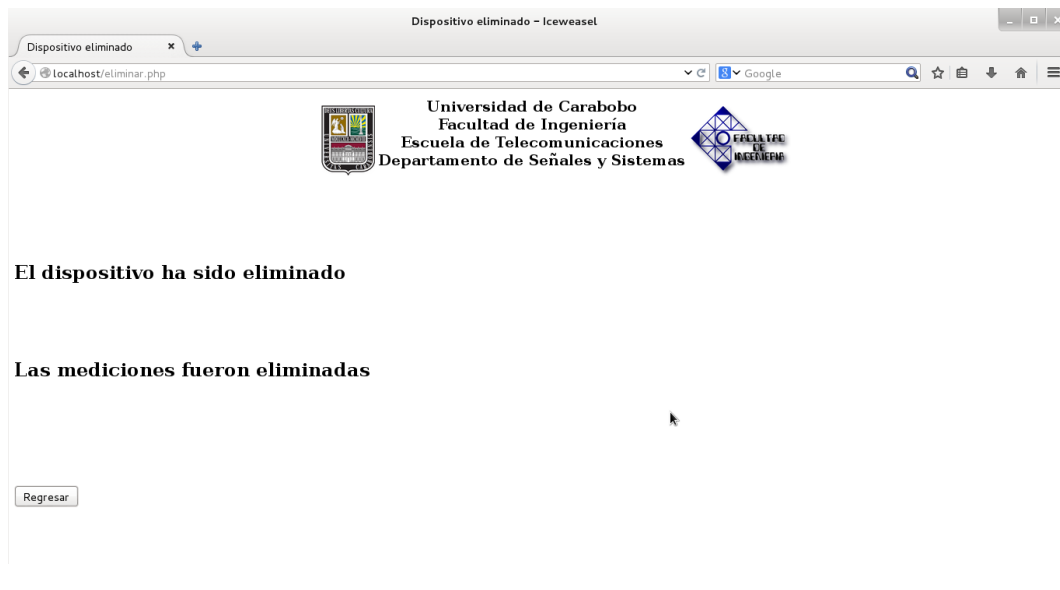 Dispositivo eliminado – Iceweasel
Dispositivo eliminado
localhost/eliminar.php
Google
Universidad de Carabobo
Facultad de Ingeniería
Escuela de Telecomunicaciones
Departamento de Señales y Sistemas
FACULTAD
DE
INGENIERIA
El dispositivo ha sido eliminado
Las mediciones fueron eliminadas
Regresar